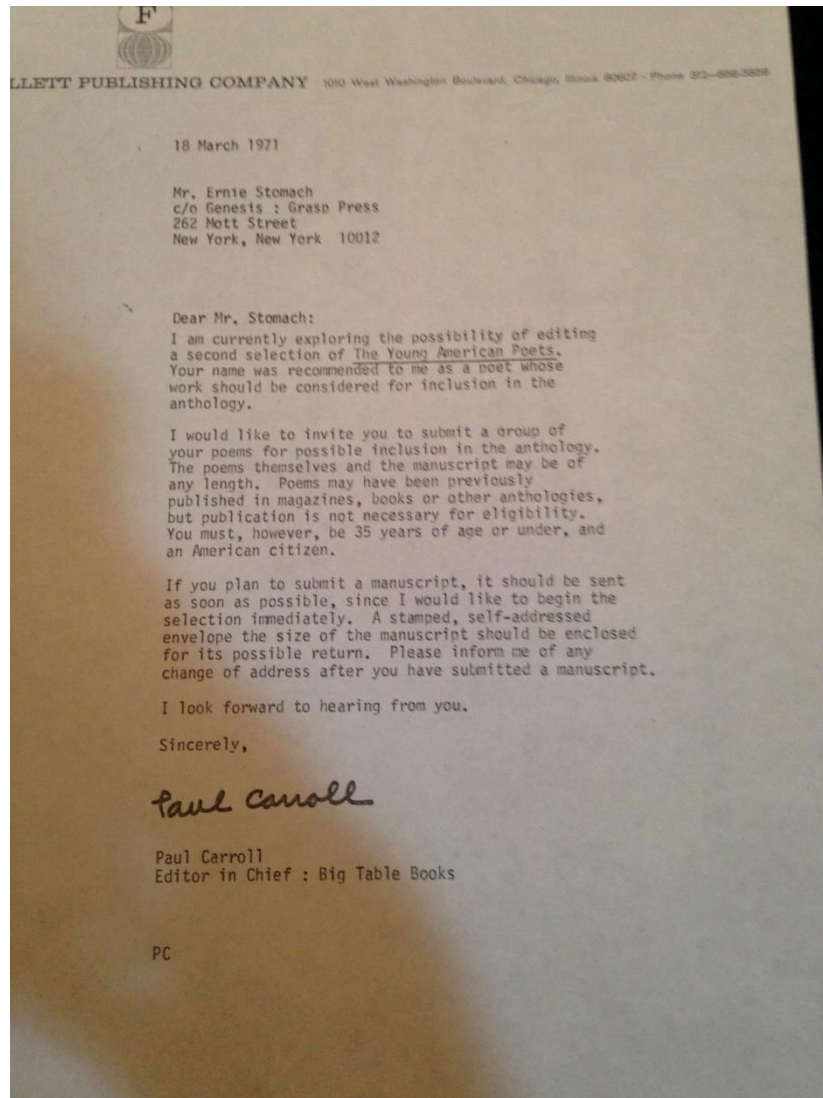 F
LLETT PUBLISHING COMPANY 1010 West Washington Boulevard, Chicago, Illinois 60607 - Phone
18 March 1971
Mr. Ernie Stomach
c/o Genesis : Grasp Press
262 Mott Street
New York, New York 10012
Dear Mr. Stomach:
I am currently exploring the possibility of editing
a second selection of The Young American Poets.
Your name was recommended to me as a poet whose
work should be considered for inclusion in the
anthology.
I would like to invite you to submit a group of
your poems for possible inclusion in the anthology.
The poems themselves and the manuscript may be of
any length. Poems may have been previously
published in magazines, books or other anthologies,
but publication is not necessary for eligibility.
You must, however, be 35 years of age or under, and
an American citizen.
If you plan to submit a manuscript, it should be sent
as soon as possible, since I would like to begin the
selection immediately. A stamped, self-addressed
envelope the size of the manuscript should be enclosed
for its possible return. Please inform me of any
change of address after you have submitted a manuscript.
I look forward to hearing from you.
Sincerely,
Paul Carroll
Paul Carroll
Editor in Chief : Big Table Books
PC